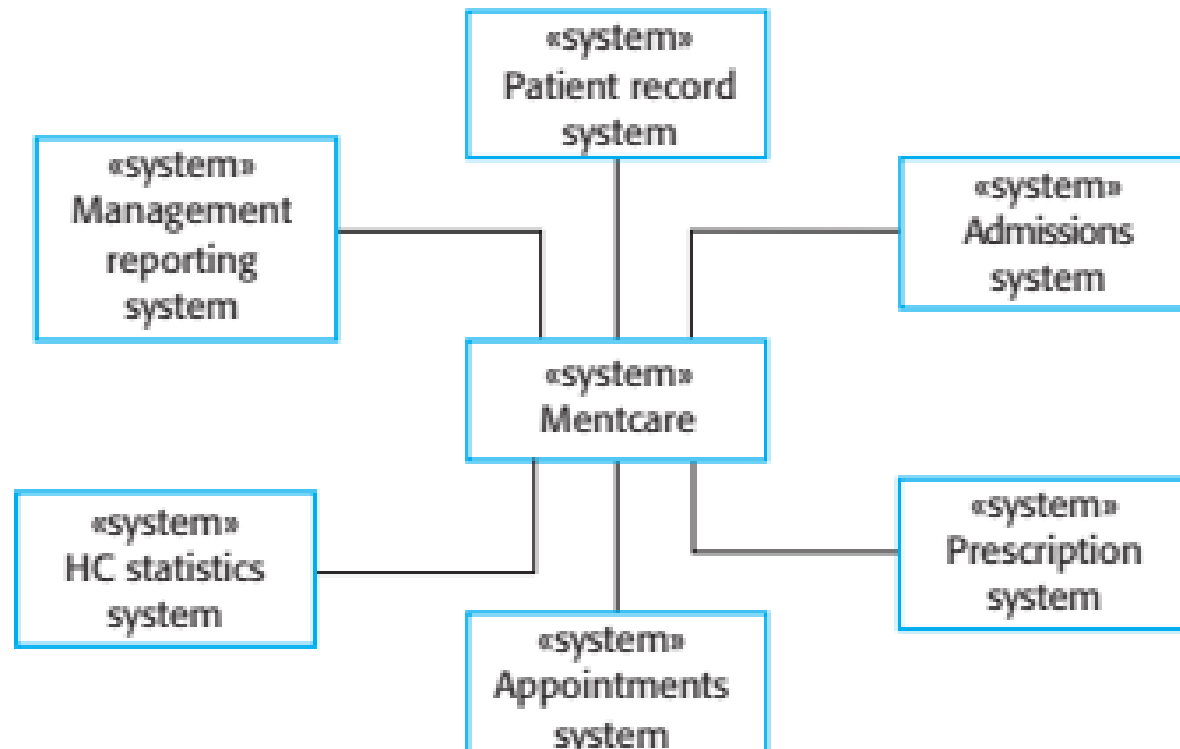 «system»
Patient record
system
«system»
Management
reporting
system
«system»
Admissions
system
«system»
Mentcare
«system»
HC statistics
system
«system»
Prescription
system
«system»
Appointments
system